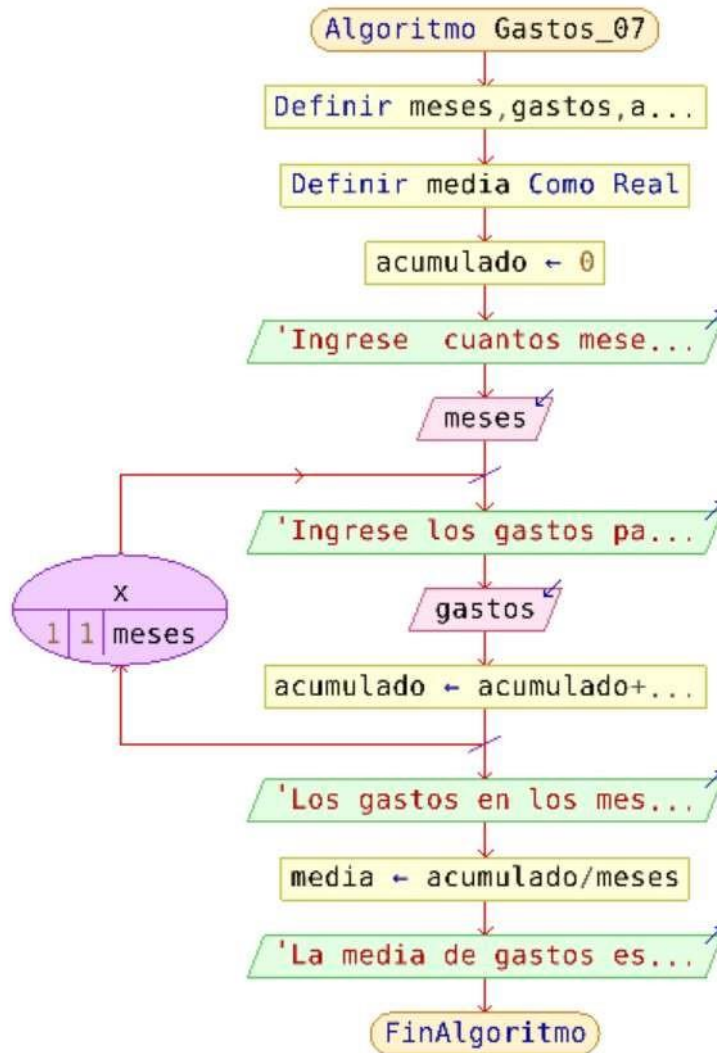 Algoritmo Gastos_07
Definir meses,gastos,a...
Definir media Como Real
acumulado ← 0
'Ingrese cuantos mese...
meses
'Ingrese los gastos pa...
x
1 1 meses
gastos
acumulado ← acumulado+...
'Los gastos en los mes...
media ← acumulado/meses
'La media de gastos es...
FinAlgoritmo